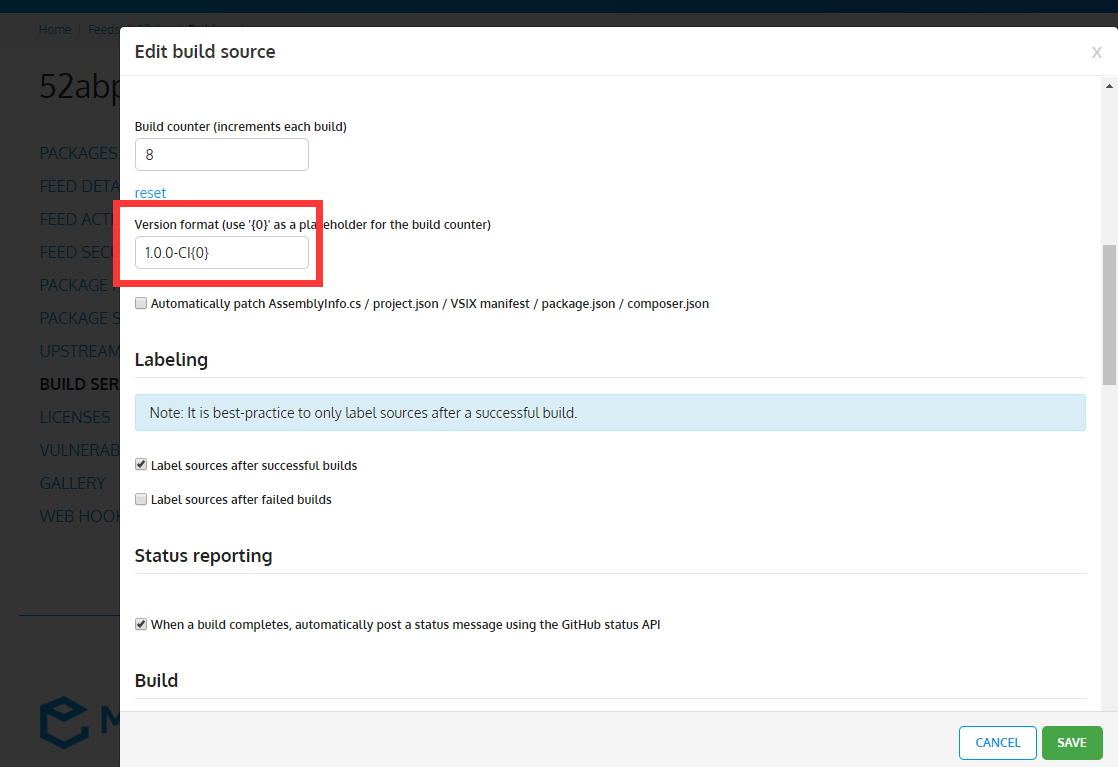 Home Feeds
Edit build source
X
52abp
Build counter (increments each build)
8
PACKAGES
FEED DETA
reset
FEED ACTI
Version format (use '{0}' as a placeholder for the build counter)
1.0.0-CI{0}
FEED SECU
PACKAGE
Automatically patch AssemblyInfo.cs / project.json / VSIX manifest / package.json / composer.json
PACKAGE S
UPSTREAM
Labeling
BUILD SER
LICENSES
Note: It is best-practice to only label sources after a successful build.
VULNERAB
Label sources after successful builds
GALLERY
Label sources after failed builds
WEB HOOK
Status reporting
When a build completes, automatically post a status message using the GitHub status API
Build
M
CANCEL SAVE